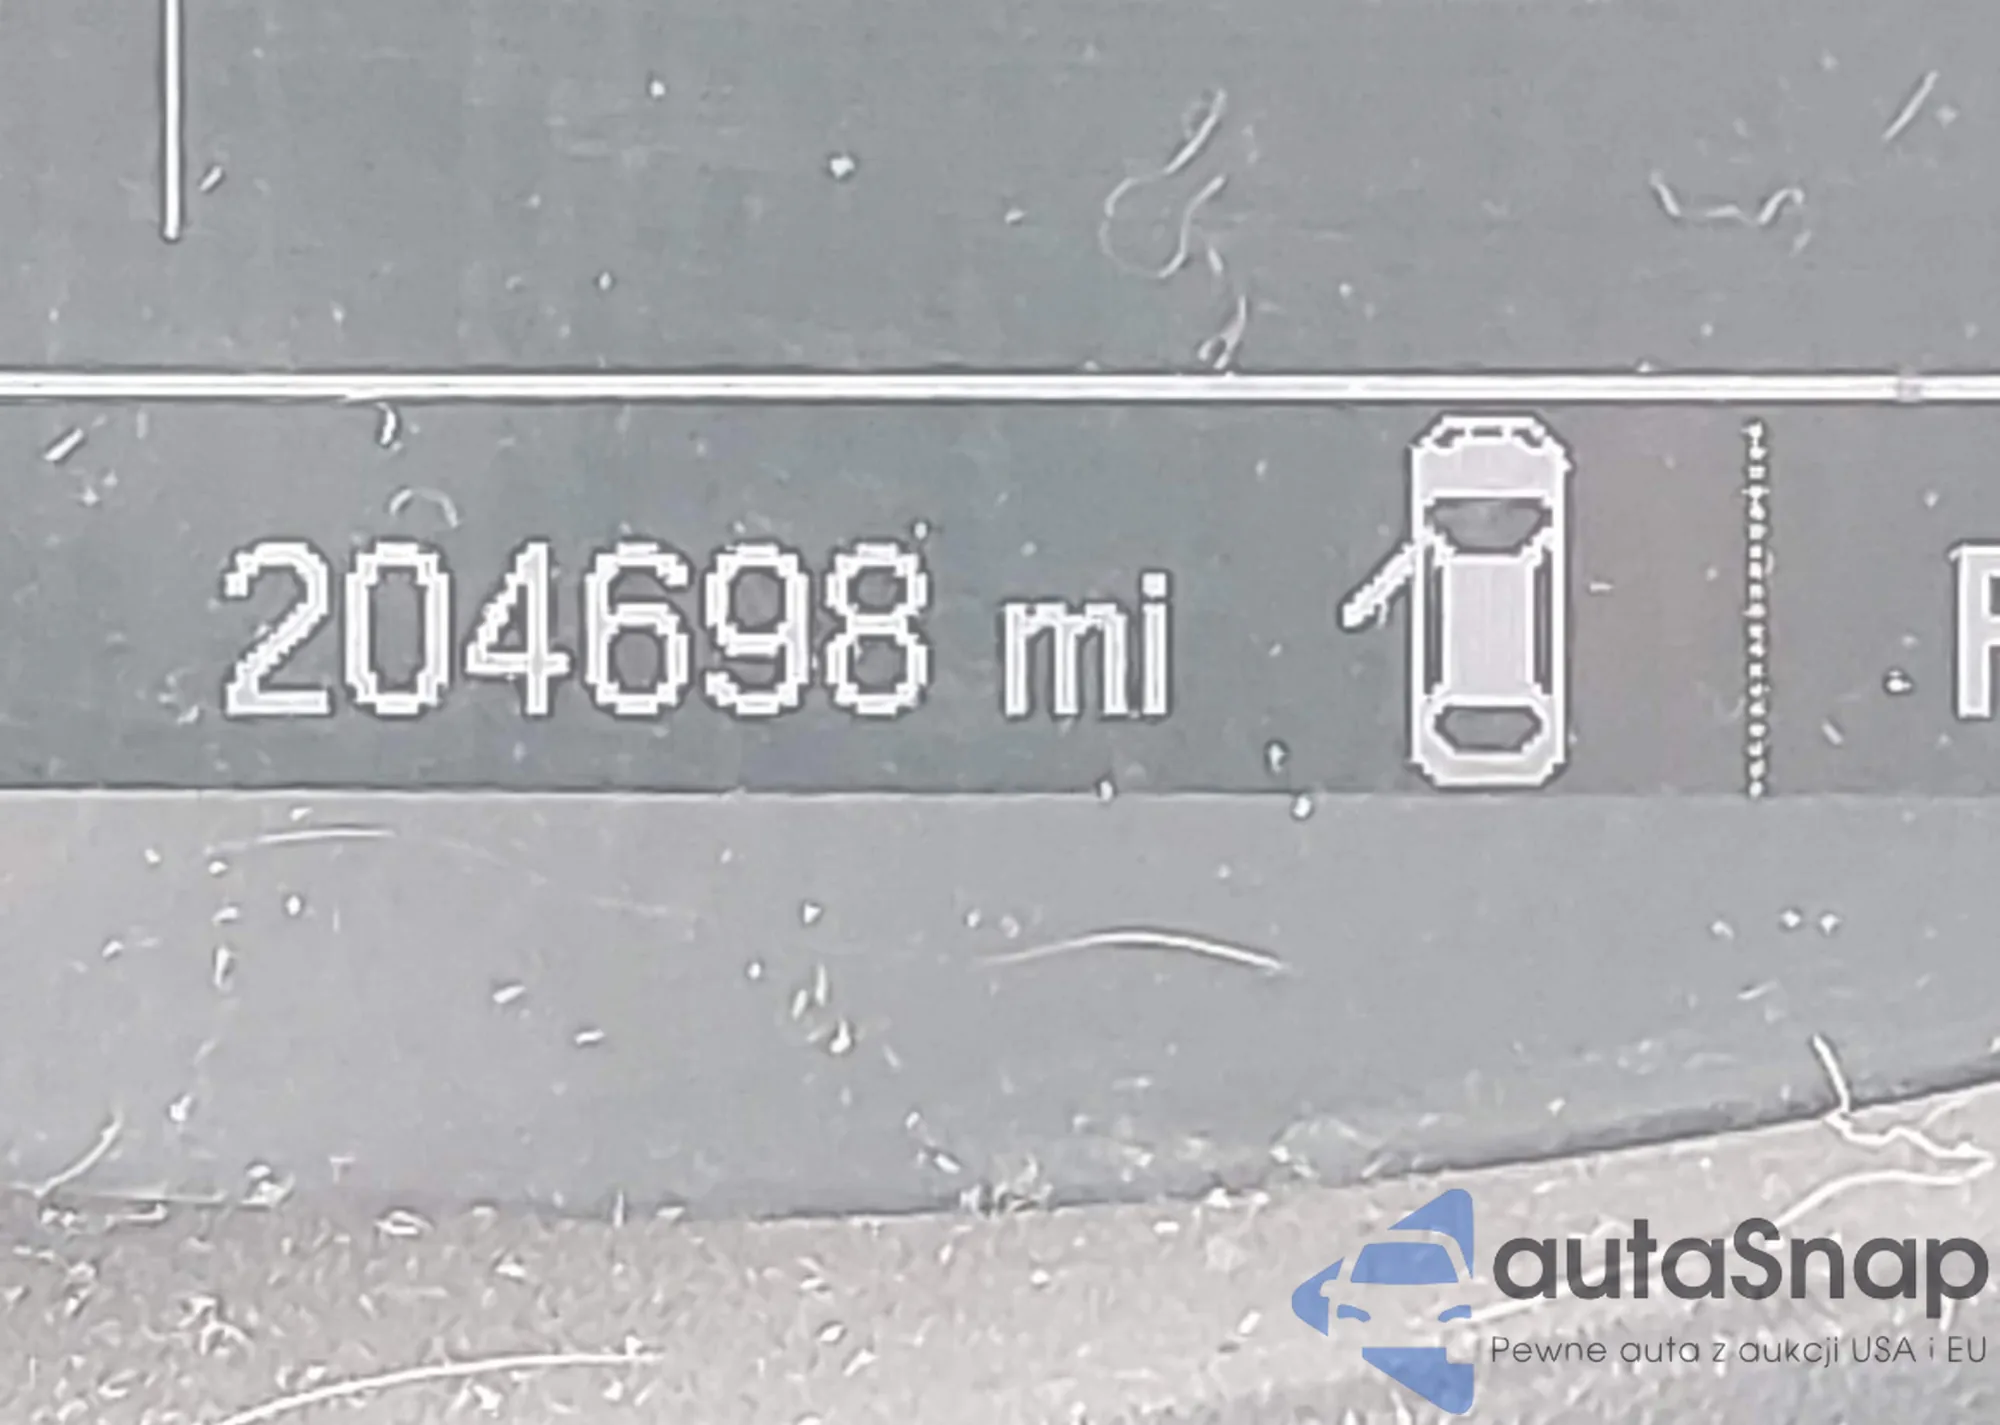 204698 mi
autaSnap
Pewne auta z aukcji USA i EU